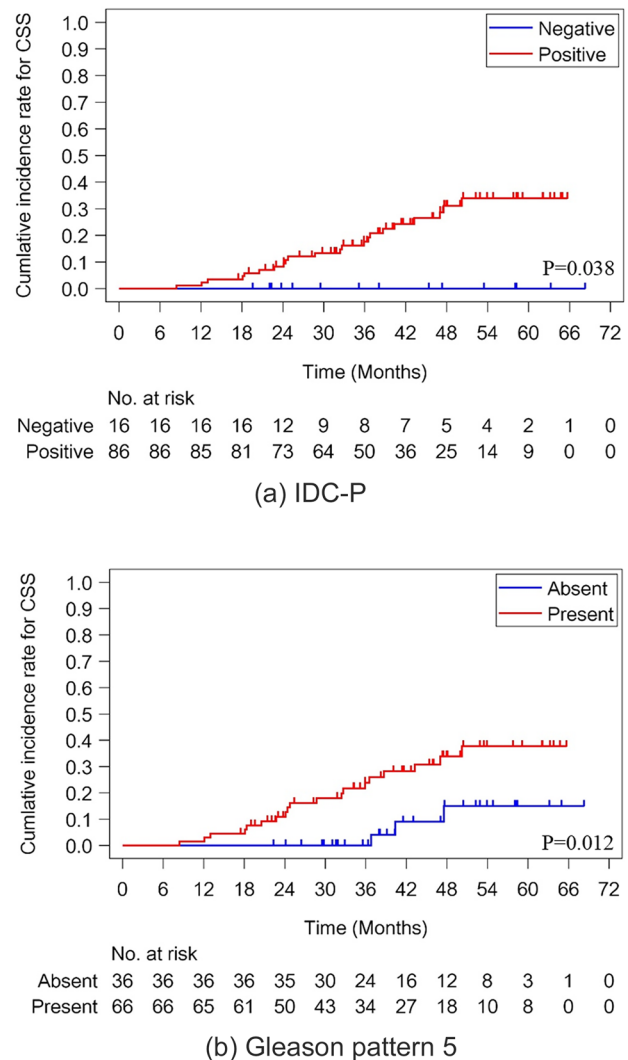 Cumlative incidence rate for CSS
1.0
0.9
0.8
0.7
0.6
0.5
0.4
0.3
0.2
0.1
0.0
Negative
Positive
P=0.038
0 6 12 18 24 30 36 42 48 54 60 66 72
Time (Months)
No. at risk
Negative 16 16 16 16 12 9 8 7 5 4 2 1 0
Positive 86 86 85 81 73 64 50 36 25 14 9 0 0
(a) IDC-P
Cumlative incidence rate for CSS
1.0
0.9
0.8
0.7
0.6
0.5
0.4
0.3
0.2
0.1
0.0
Absent
Present
P=0.012
0 6 12 18 24 30 36 42 48 54 60 66 72
Time (Months)
No. at risk
Absent 36 36 36 36 35 30 24 16 12 8 3 1 0
Present 66 66 65 61 50 43 34 27 18 10 8 0 0
(b) Gleason pattern 5